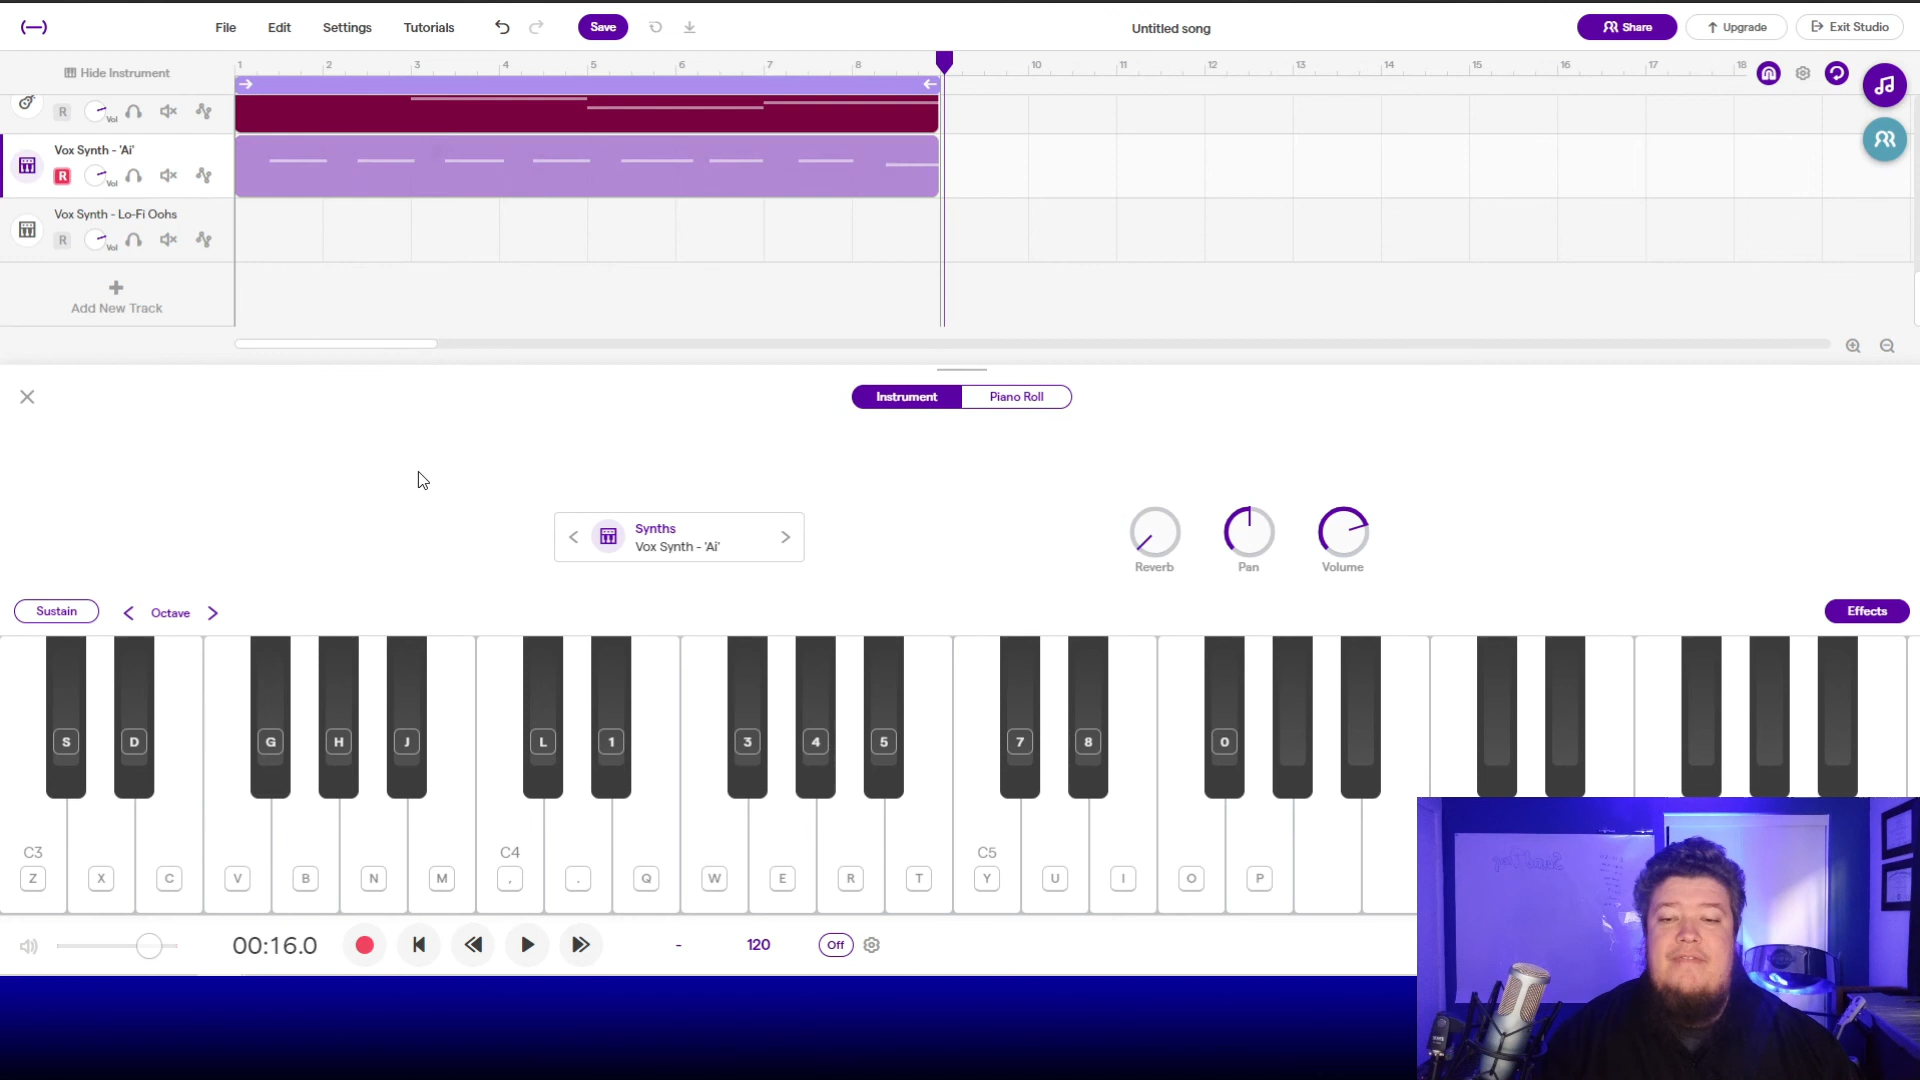 File Edit Settings Tutorials Save Untitled song Share Upgrade Exit Studio
Hide Instrument 1 2 3 4 5 6 7 8 10 11 12 13 14 15 16 17 18
R Vol
Vox Synth - 'Ai'
R Vol
Vox Synth - Lo-Fi Oohs
R Vol
Add New Track
Instrument Piano Roll
Synths
Vox Synth - 'Ai'
Reverb Pan Volume
Sustain Octave Effects
S D G H J L 1 3 4 5 7 8 0
C3 C4 C5
Z X C V B N M , . Q W E R T Y U I O P
00:16.0 - 120 Off